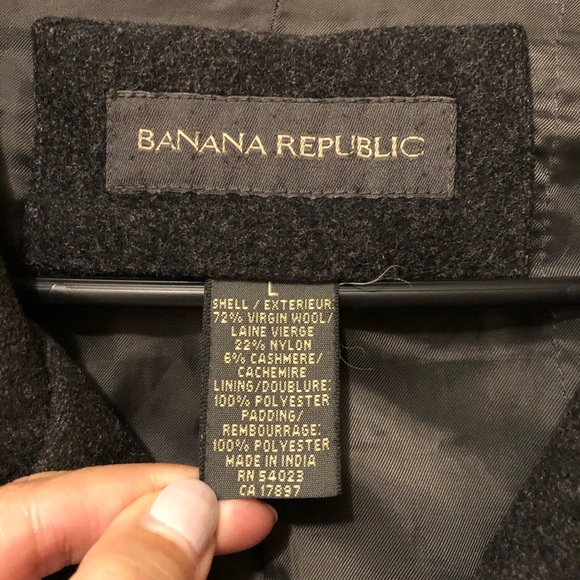 BANANA REPUBLIC
L
SHELL / EXTERIEUR:
72% VIRGIN WOOL/
LAINE VIERGE
22% NYLON
6% CASHMERE/
CACHEMIRE
LINING/DOUBLURE:
100% POLYESTER
PADDING/
REMBOURRAGE:
100% POLYESTER
MADE IN INDIA
RN 54023
CA 17897